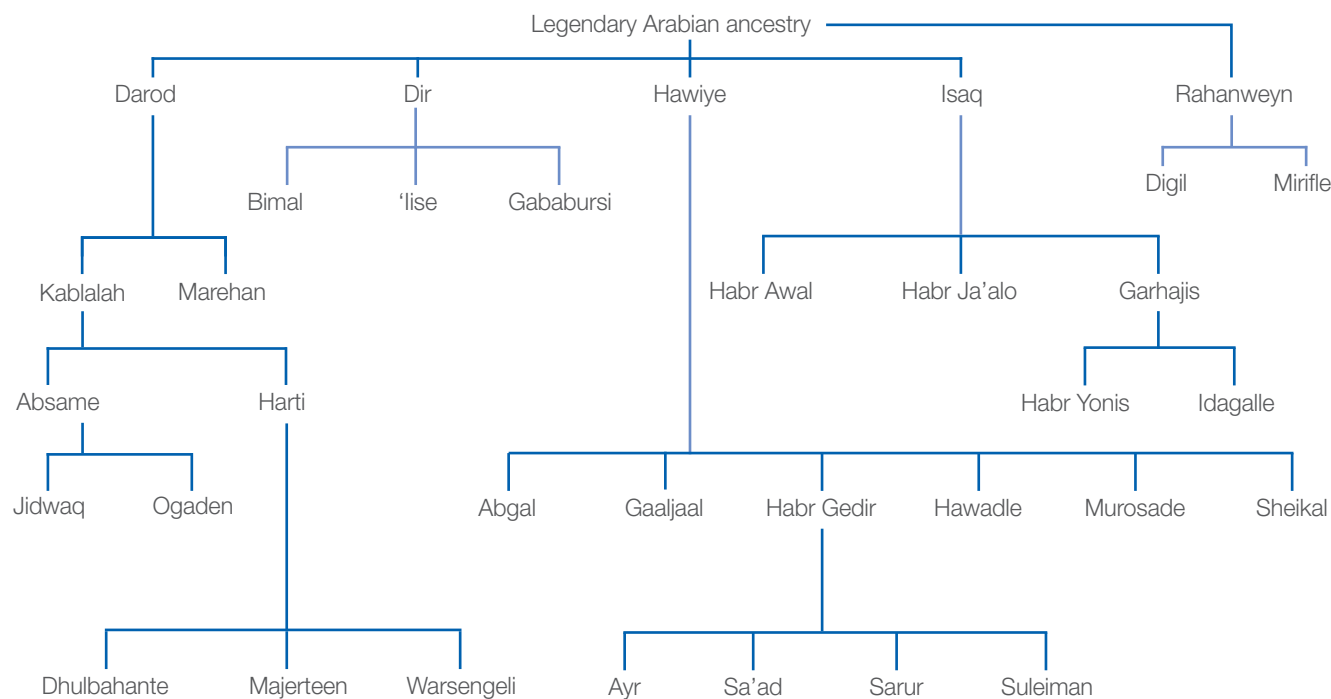 Legendary Arabian ancestry
Darod Dir Hawiye Isaq Rahanweyn
Bimal ‘Iise Gababursi Digil Mirifle
Kablalah Marehan Habr Awal Habr Ja’alo Garhajis
Absame Harti Habr Yonis Idagalle
Jidwaq Ogaden Abgal Gaaljaal Habr Gedir Hawadle Murosade Sheikal
Dhulbahante Majerteen Warsengeli Ayr Sa’ad Sarur Suleiman